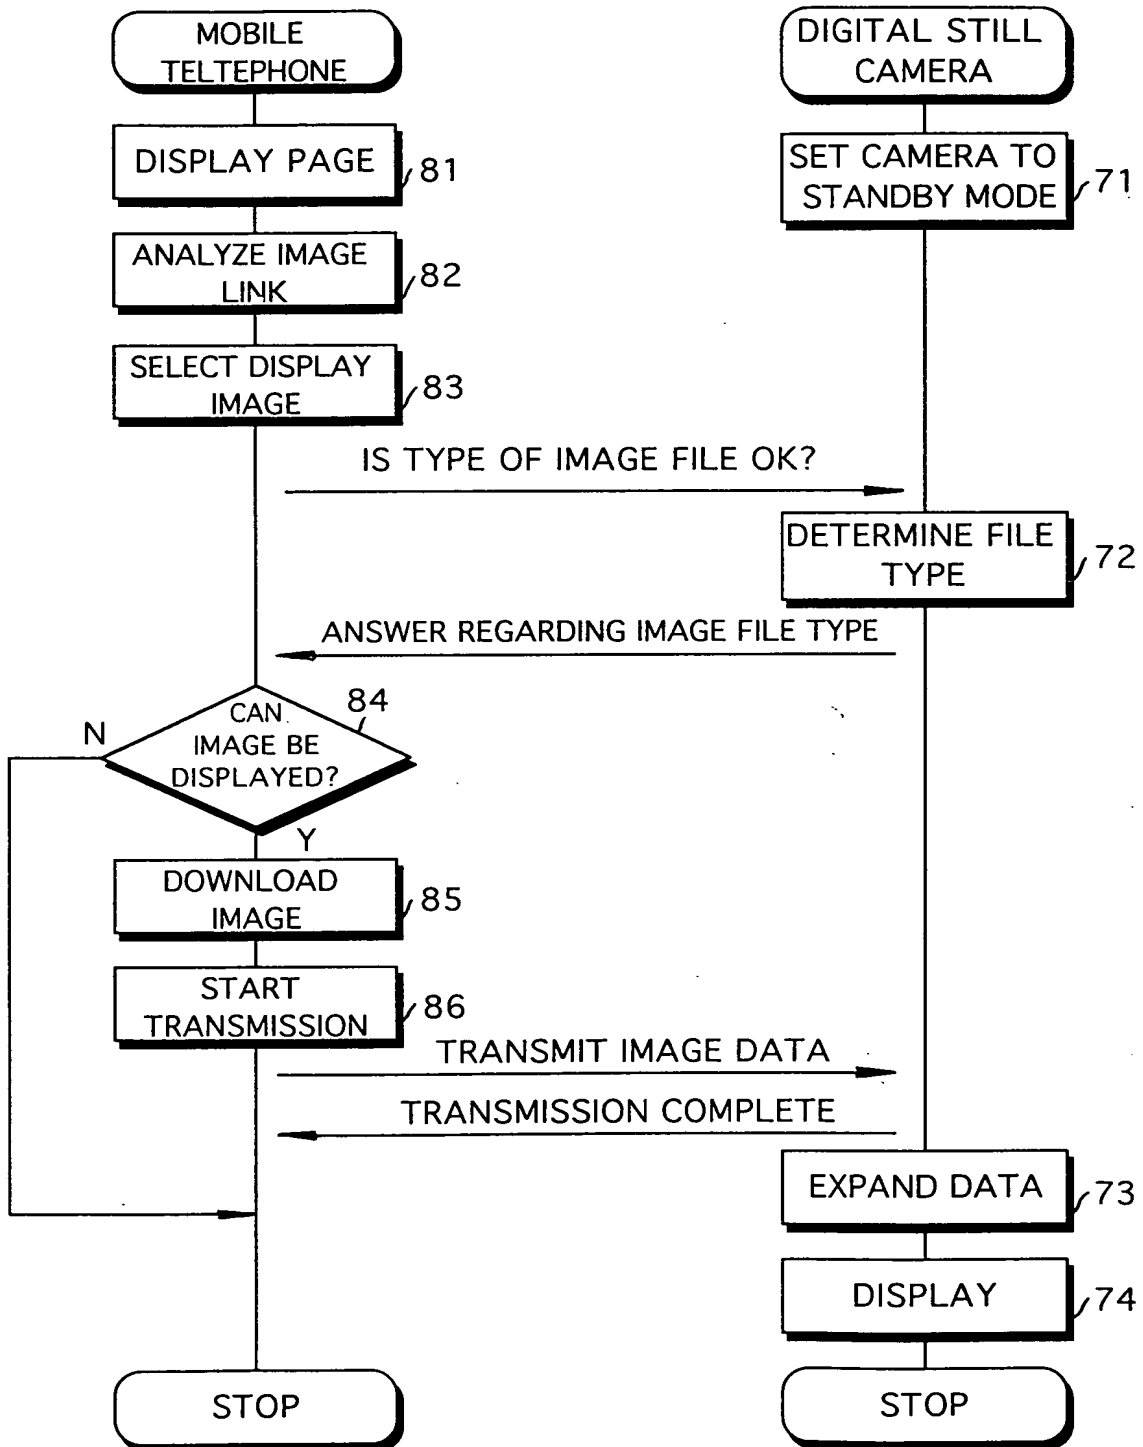 MOBILE
TELTEPHONE
DIGITAL STILL
CAMERA
DISPLAY PAGE
81
SET CAMERA TO
STANDBY MODE
71
ANALYZE IMAGE
LINK
82
SELECT DISPLAY
IMAGE
83
IS TYPE OF IMAGE FILE OK?
DETERMINE FILE
TYPE
72
ANSWER REGARDING IMAGE FILE TYPE
84
CAN
IMAGE BE
DISPLAYED?
N
Y
DOWNLOAD
IMAGE
85
START
TRANSMISSION
86
TRANSMIT IMAGE DATA
TRANSMISSION COMPLETE
EXPAND DATA
73
DISPLAY
74
STOP
STOP